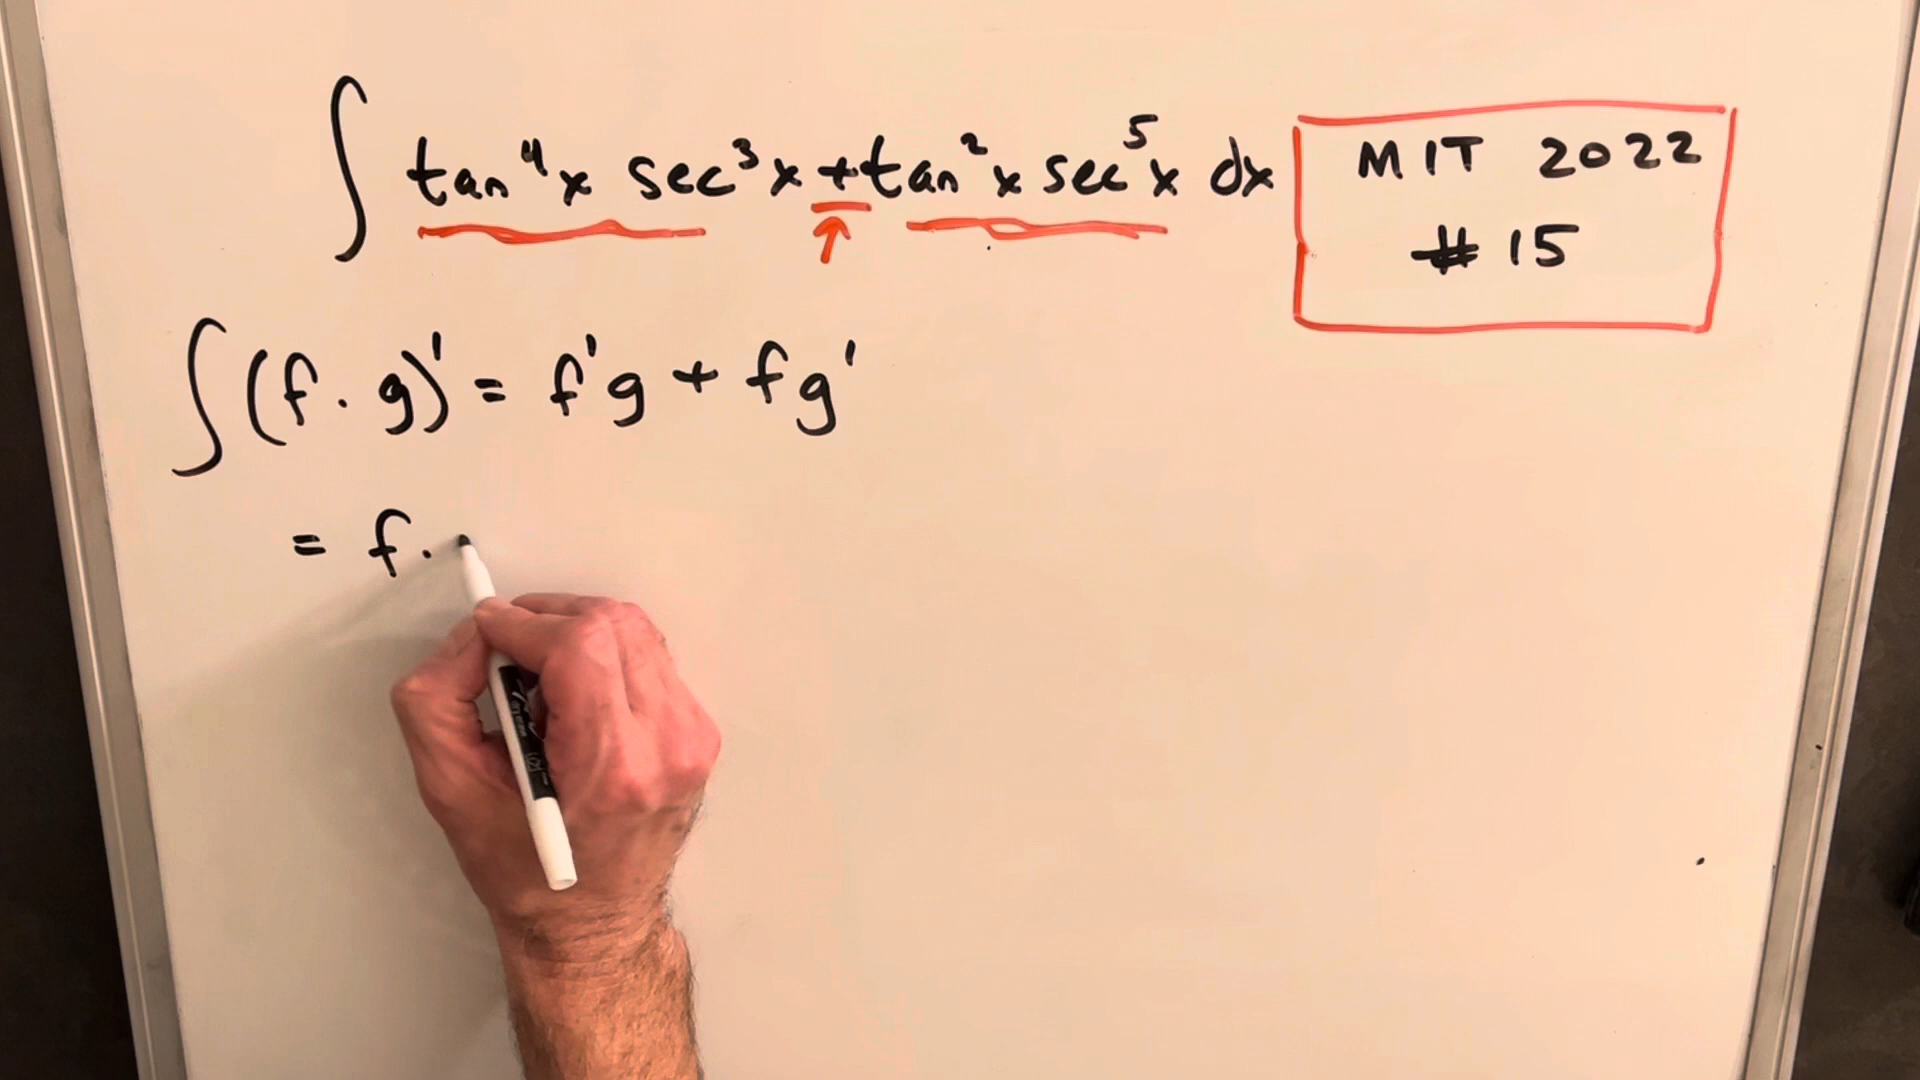 ∫ tan⁴x sec³x + tan²x sec⁵x dx
MIT 2022
# 15
∫ (f · g)' = f'g + fg'
= f ·